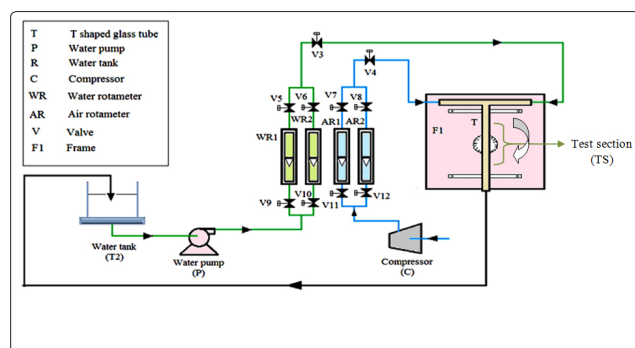 T T shaped glass tube
P Water pump
R Water tank
C Compressor
WR Water rotameter
AR Air rotameter
V Valve
F1 Frame
V3
V4
V5
V6
V7
V8
WR1
WR2
AR1
AR2
V9
V10
V11
V12
F1
T
Test section
(TS)
Water tank
(T2)
Water pump
(P)
Compressor
(C)